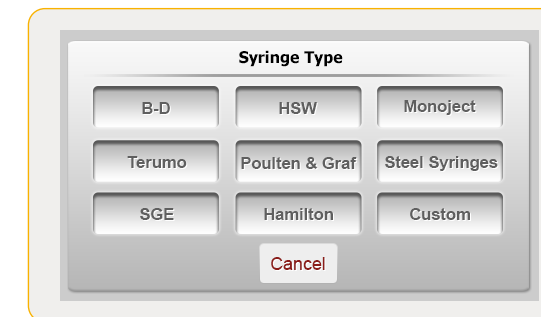 Syringe Type
B-D
HSW
Monoject
Terumo
Poulten & Graf
Steel Syringes
SGE
Hamilton
Custom
Cancel